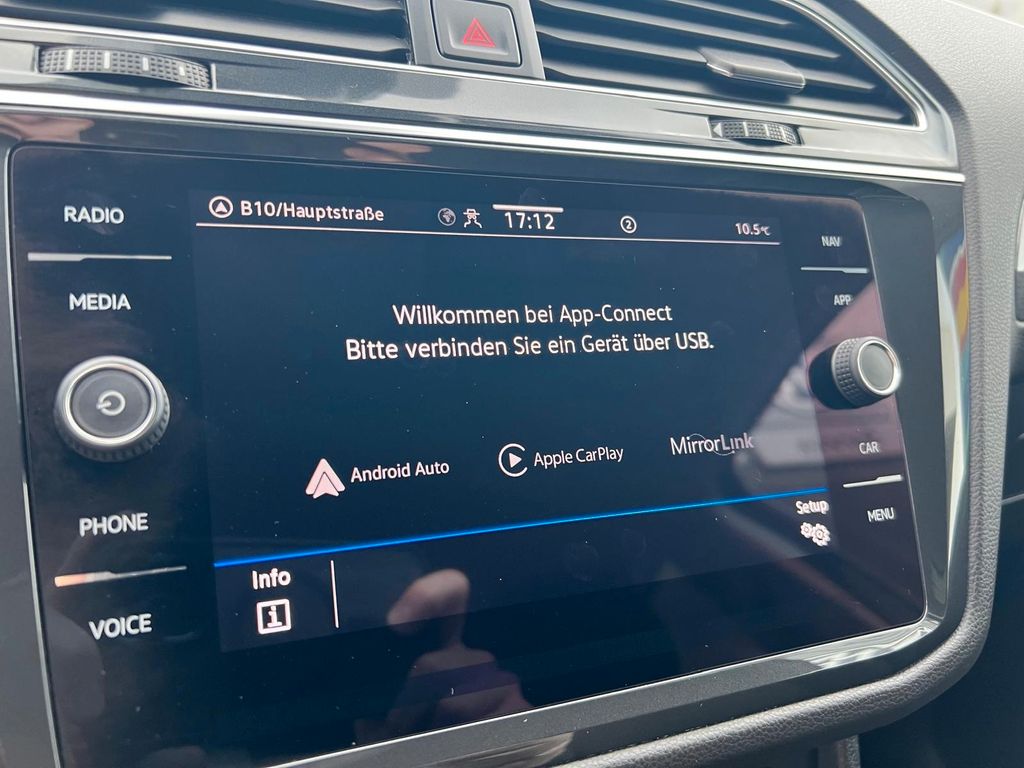 RADIO
MEDIA
PHONE
VOICE
B10/Hauptstraße
17:12
2
10.5°C
Willkommen bei App-Connect
Bitte verbinden Sie ein Gerät über USB.
Android Auto
Apple CarPlay
MirrorLink
Setup
Info
i
NAV
APP
CAR
MENU